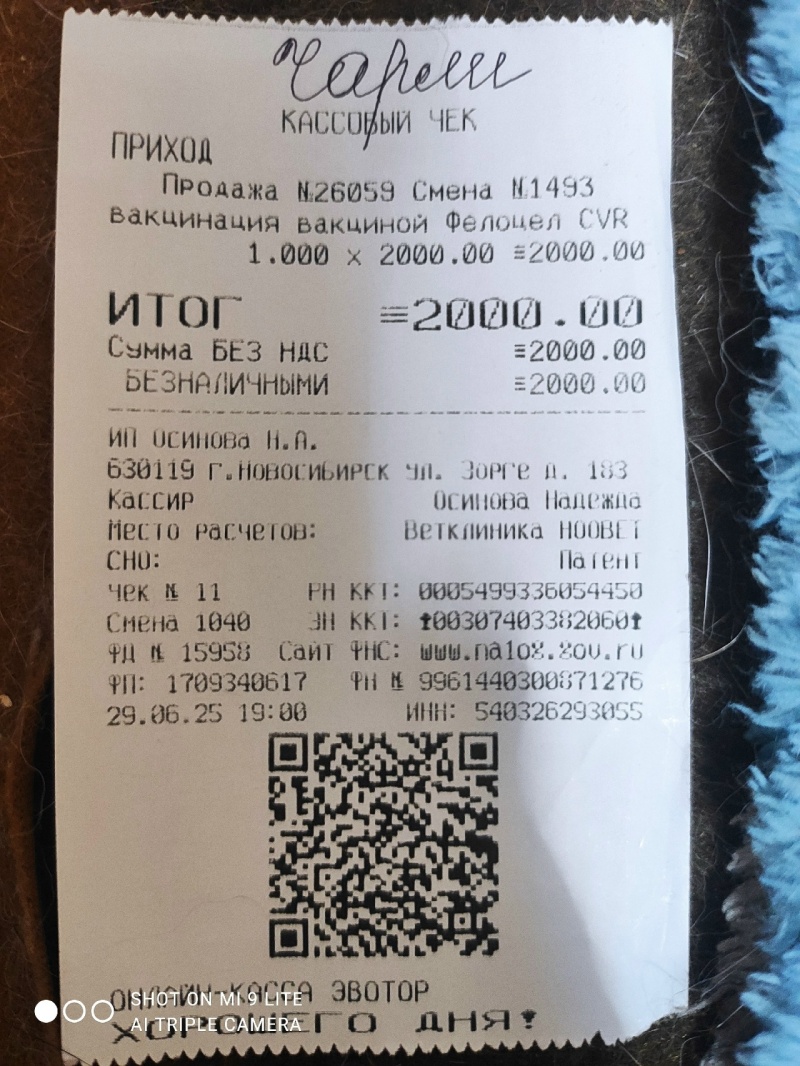 Чарли
КАССОВЫЙ ЧЕК
ПРИХОД
Продажа №26059 Смена №1493
вакцинация вакциной Фелоцел CVR
1.000 x 2000.00 ≡2000.00
ИТОГ ≡2000.00
Сумма БЕЗ НДС ≡2000.00
БЕЗНАЛИЧНЫМИ ≡2000.00
ИП Осинова Н.А.
630119 г.Новосибирск ул. Зорге д. 183
Кассир Осинова Надежда
Место расчетов: Ветклиника НООВЕТ
СНО: Патент
Чек № 11 РН ККТ: 0005499336054450
Смена 1040 ЗН ККТ: 00307403382060
ФД № 15958 Сайт ФНС: www.nalog.gov.ru
ФП: 1709340617 ФН № 9961440300871276
29.06.25 19:00 ИНН: 540326293055
ОНЛАЙН-КАССА ЭВОТОР
SHOT ON MI 9 LITE
AI TRIPLE CAMERA
ХОРОШЕГО ДНЯ!